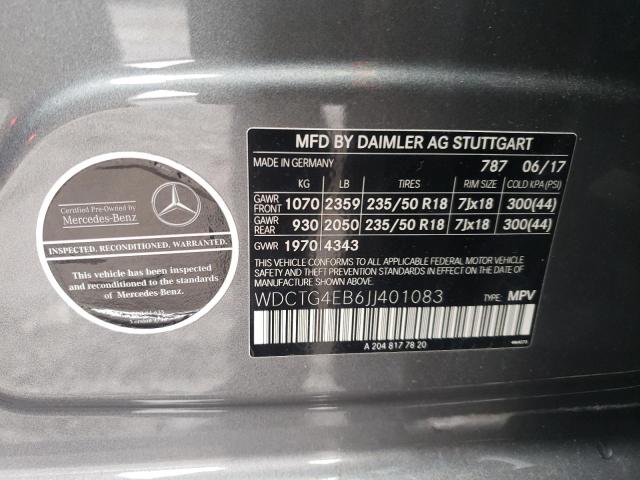 Certified Pre-Owned by
Mercedes-Benz
INSPECTED. RECONDITIONED. WARRANTED.
This vehicle has been inspected
and reconditioned to the standards
of Mercedes-Benz.
MFD BY DAIMLER AG STUTTGART
MADE IN GERMANY 787 06/17
KG LB TIRES RIM SIZE COLD KPA (PSI)
GAWR FRONT 1070 2359 235/50 R18 7Jx18 300(44)
GAWR REAR 930 2050 235/50 R18 7Jx18 300(44)
GVWR 1970 4343
THIS VEHICLE CONFORMS TO ALL APPLICABLE FEDERAL MOTOR VEHICLE
SAFETY AND THEFT PREVENTION STANDARDS IN EFFECT ON THE DATE
OF MANUFACTURE SHOWN ABOVE.
WDCTG4EB6JJ401083 TYPE: MPV
A 204 817 78 20